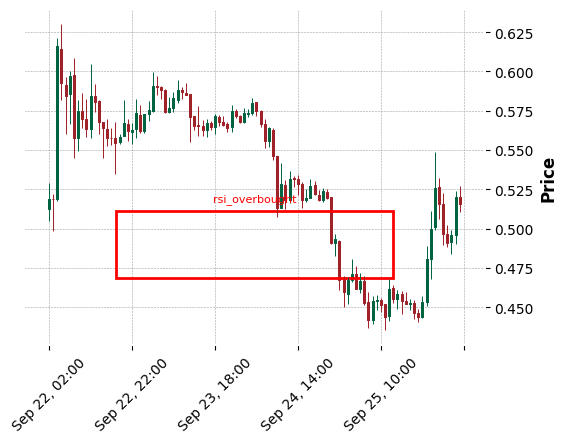 0.625
0.600
0.575
0.550
0.525
rsi_overbought
0.500
0.475
0.450
Price
Sep 22, 02:00
Sep 22, 22:00
Sep 23, 18:00
Sep 24, 14:00
Sep 25, 10:00